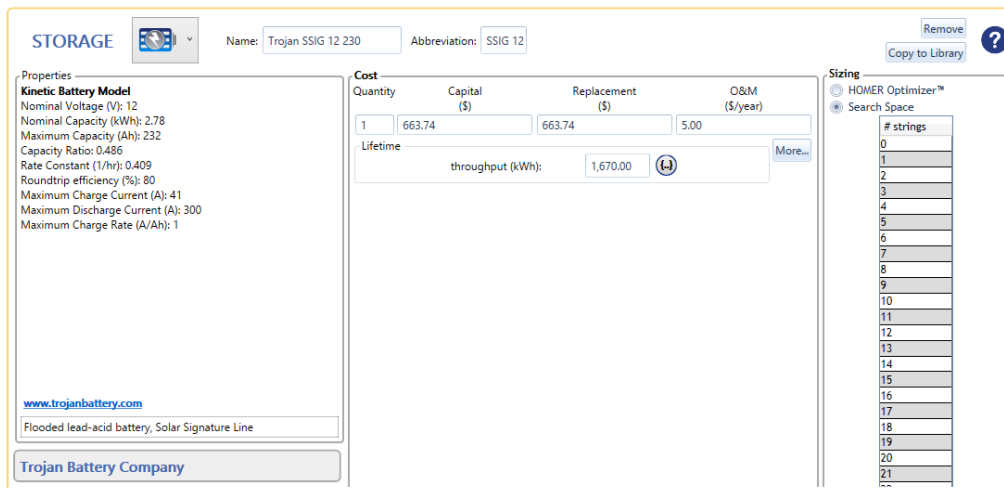 STORAGE
Name: Trojan SSIG 12 230
Abbreviation: SSIG 12
Remove
Copy to Library
?
Properties
Kinetic Battery Model
Nominal Voltage (V): 12
Nominal Capacity (kWh): 2.78
Maximum Capacity (Ah): 232
Capacity Ratio: 0.486
Rate Constant (1/hr): 0.409
Roundtrip efficiency (%): 80
Maximum Charge Current (A): 41
Maximum Discharge Current (A): 300
Maximum Charge Rate (A/Ah): 1
www.trojanbattery.com
Flooded lead-acid battery, Solar Signature Line
Trojan Battery Company
Cost
Quantity Capital ($) Replacement ($) O&M ($/year)
1 663.74 663.74 5.00
Lifetime
throughput (kWh): 1,670.00 {..}
More...
Sizing
HOMER Optimizer™
Search Space
# strings
0
1
2
3
4
5
6
7
8
9
10
11
12
13
14
15
16
17
18
19
20
21
22